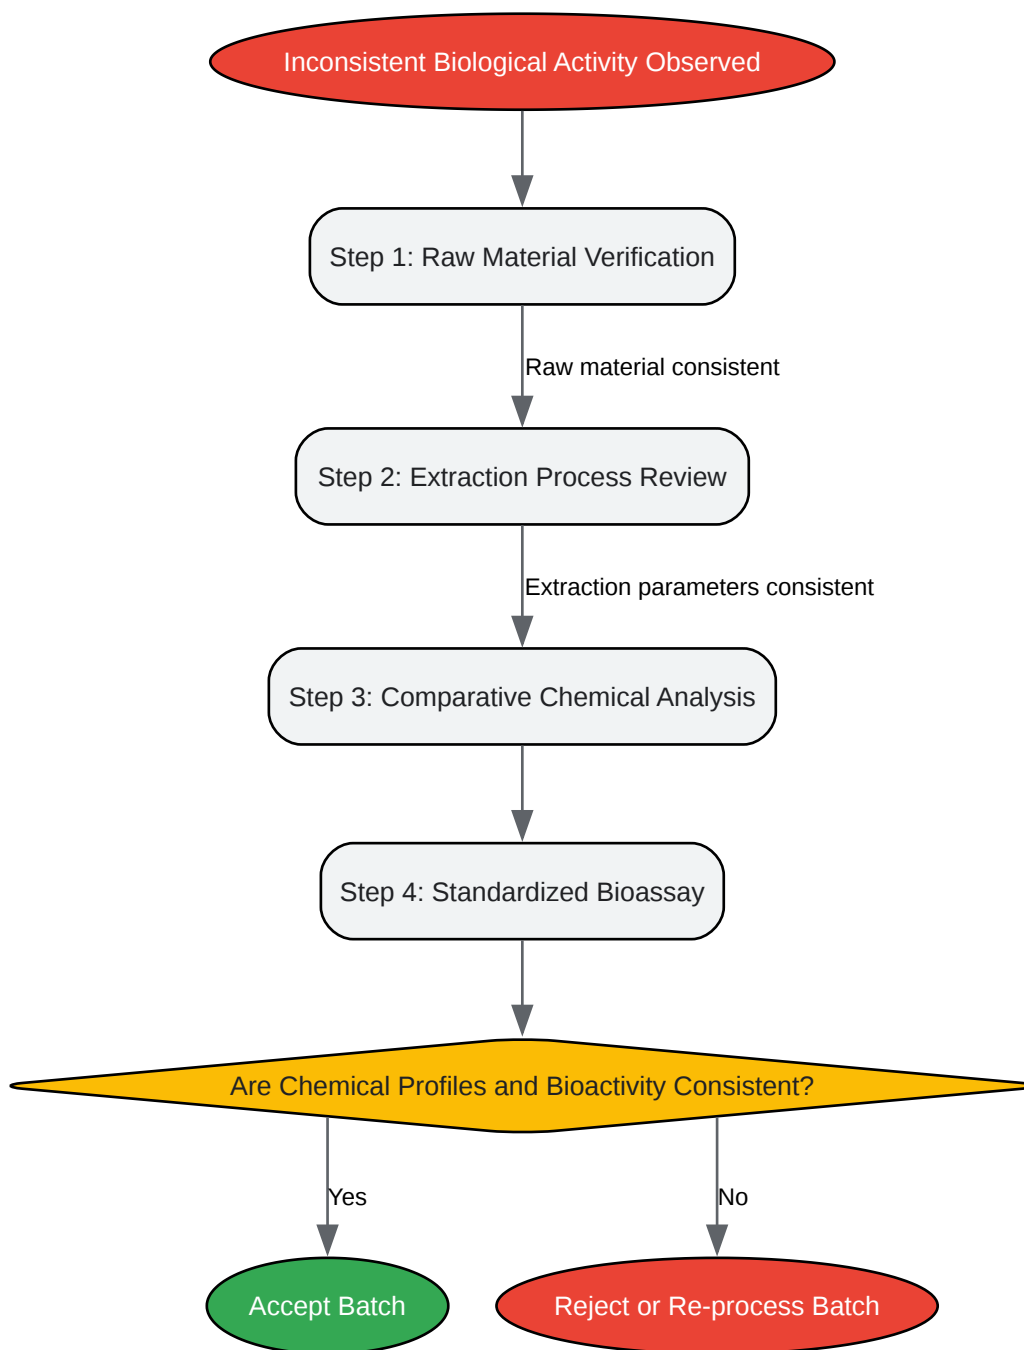 Inconsistent Biological Activity Observed
Step 1: Raw Material Verification
Raw material consistent
Step 2: Extraction Process Review
Extraction parameters consistent
Step 3: Comparative Chemical Analysis
Step 4: Standardized Bioassay
Are Chemical Profiles and Bioactivity Consistent?
Yes
No
Accept Batch
Reject or Re-process Batch